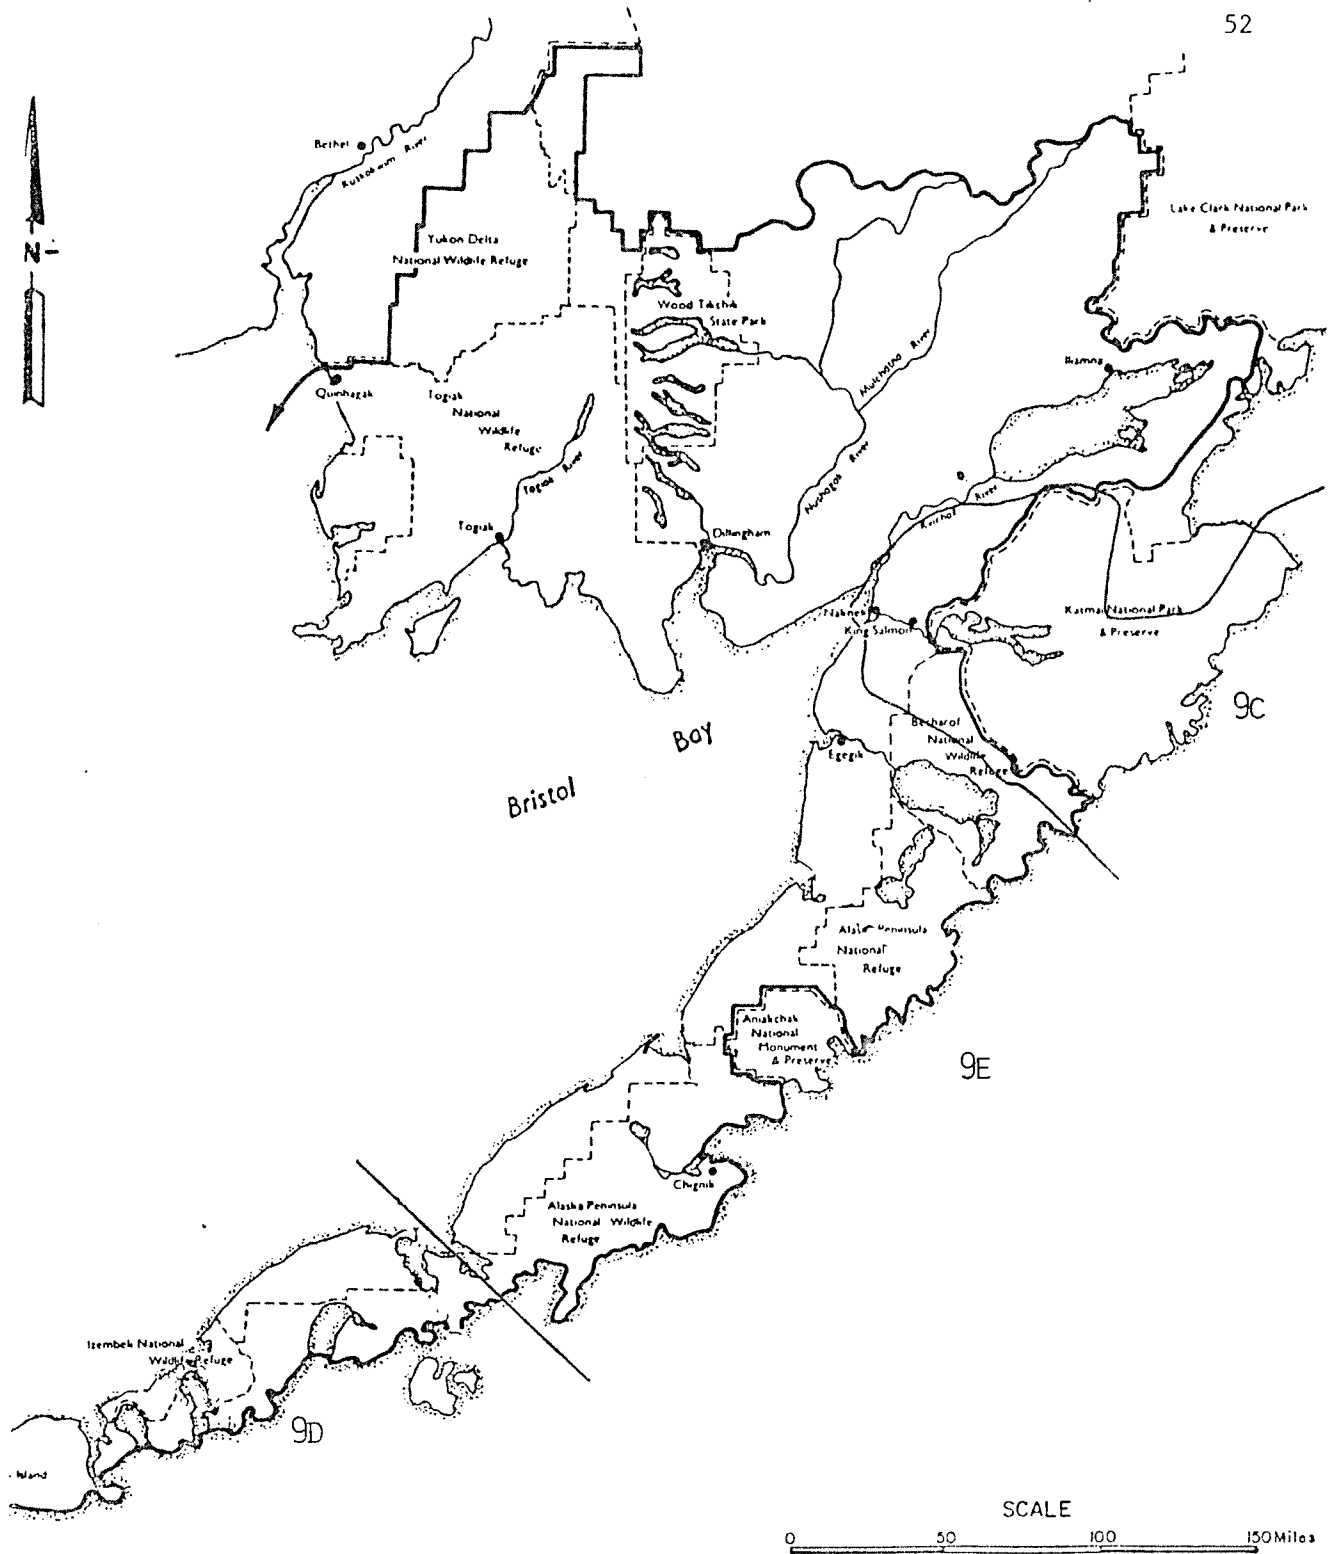 52
Bethel
Kuskokwim River
N
Lake Clark National Park
& Preserve
Yukon Delta
National Wildlife Refuge
Wood Tikchik
State Park
Mulchatna River
Iliamna
Quinhagak
Togiak
National
Wildlife
Refuge
Togiak River
Nushagak River
Kvichak River
Togiak
Dillingham
Naknek
King Salmon
Katmai National Park
& Preserve
9C
Becharof
National
Wildlife
Refuge
Egegik
Bay
Bristol
Alaska Peninsula
National
Refuge
Aniakchak
National
Monument
& Preserve
9E
Chignik
Alaska Peninsula
National Wildlife
Refuge
Izembek National
Wildlife Refuge
9D
Island
SCALE
0 50 100 150 Miles